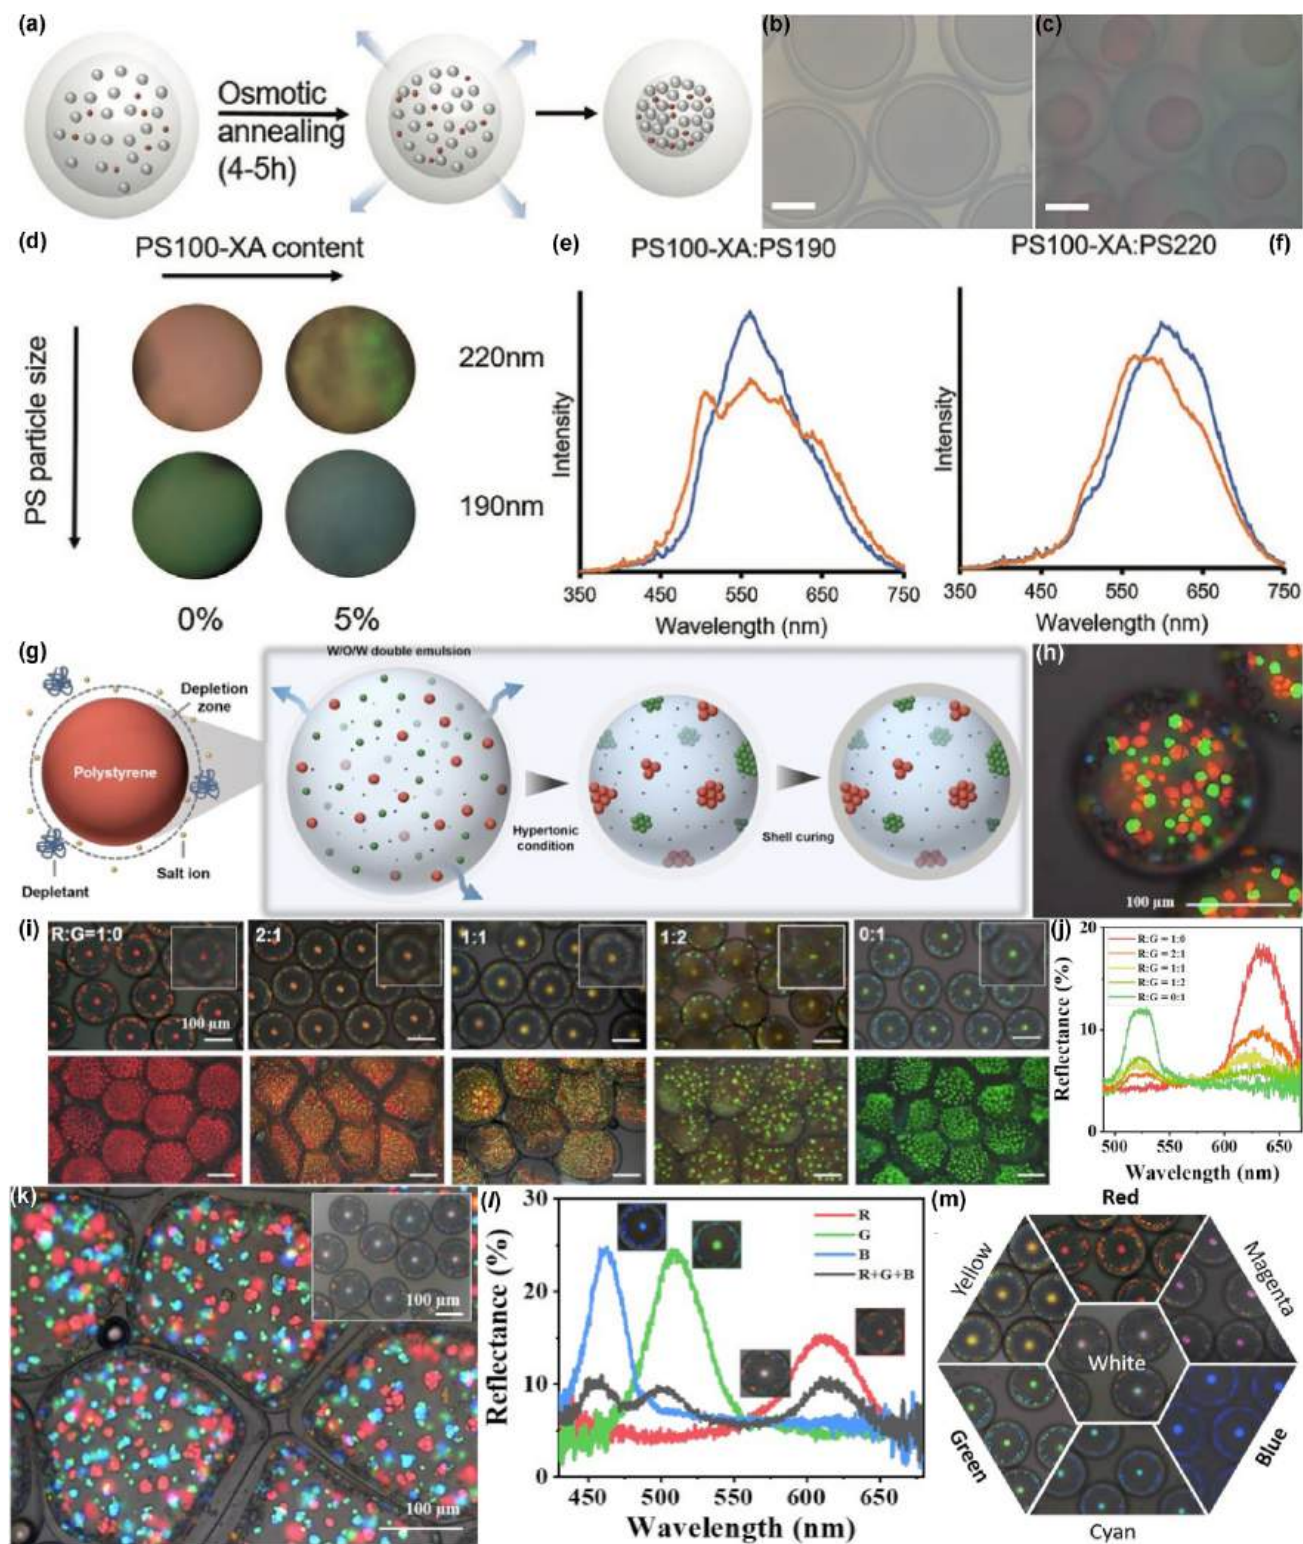 (a)
Osmotic
annealing
(4-5h)
(b)
(c)
(d)
PS100-XA content
PS particle size
220nm
190nm
0%
5%
(e)
PS100-XA:PS190
Intensity
350 450 550 650 750
Wavelength (nm)
PS100-XA:PS220
(f)
Intensity
350 450 550 650 750
Wavelength (nm)
(g)
Depletion
zone
Polystyrene
Salt ion
Depletant
W/O/W double emulsion
Hypertonic
condition
Shell curing
(h)
100 μm
(i)
R:G=1:0
2:1
1:1
1:2
0:1
100 μm
(j)
R:G = 1:0
R:G = 2:1
R:G = 1:1
R:G = 1:2
R:G = 0:1
Reflectance (%)
20
10
0
500 550 600 650
Wavelength (nm)
(k)
100 μm
100 μm
(l)
R
G
B
R+G+B
Reflectance (%)
30
20
10
0
450 500 550 600 650
Wavelength (nm)
(m)
Red
Yellow
Magenta
White
Green
Blue
Cyan